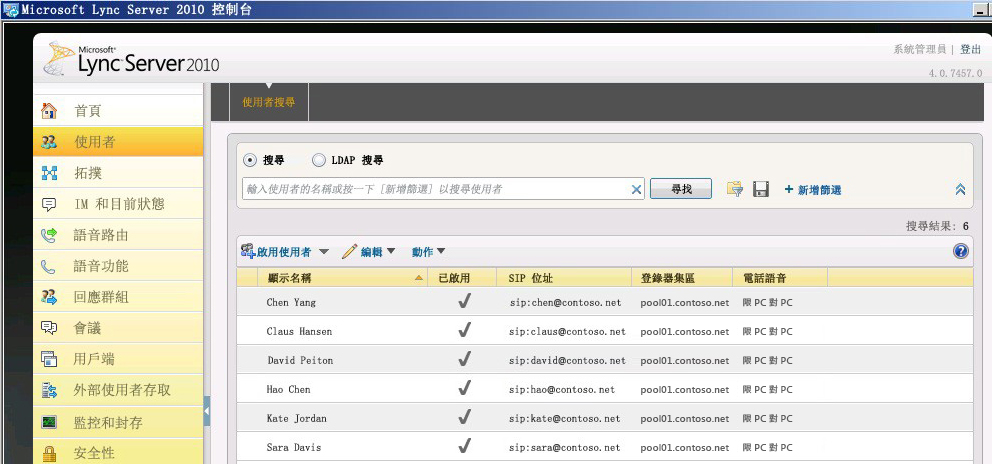 Microsoft Lync Server 2010 控制台
Microsoft®
Lync Server 2010
系統管理員 | 登出
4.0.7457.0
首頁
使用者
拓撲
IM 和目前狀態
語音路由
語音功能
回應群組
會議
用戶端
外部使用者存取
監控和封存
安全性
使用者搜尋
搜尋 LDAP 搜尋
輸入使用者的名稱或按一下 [新增篩選] 以搜尋使用者 尋找 新增篩選
搜尋結果: 6
啟用使用者 編輯 動作
顯示名稱 已啟用 SIP 位址 登錄器集區 電話語音
Chen Yang sip:chen@contoso.net pool01.contoso.net 限 PC 對 PC
Claus Hansen sip:claus@contoso.net pool01.contoso.net 限 PC 對 PC
David Peiton sip:david@contoso.net pool01.contoso.net 限 PC 對 PC
Hao Chen sip:hao@contoso.net pool01.contoso.net 限 PC 對 PC
Kate Jordan sip:kate@contoso.net pool01.contoso.net 限 PC 對 PC
Sara Davis sip:sara@contoso.net pool01.contoso.net 限 PC 對 PC